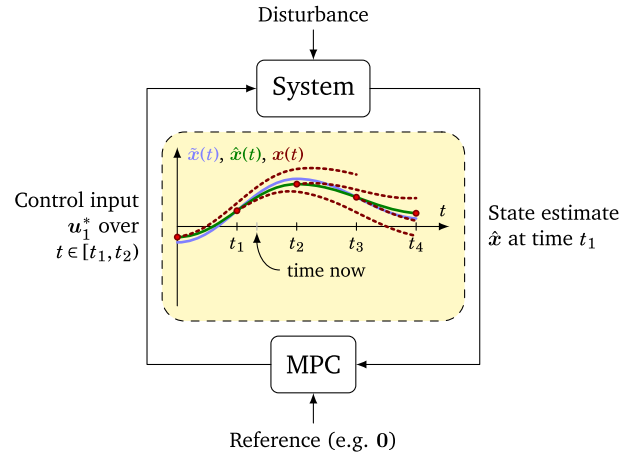 Disturbance
System
x̃(t), x̂(t), x(t)
t
t₁ t₂ t₃ t₄
time now
Control input
u₁* over
t∈[t₁,t₂)
State estimate
x̂ at time t₁
MPC
Reference (e.g. 0)